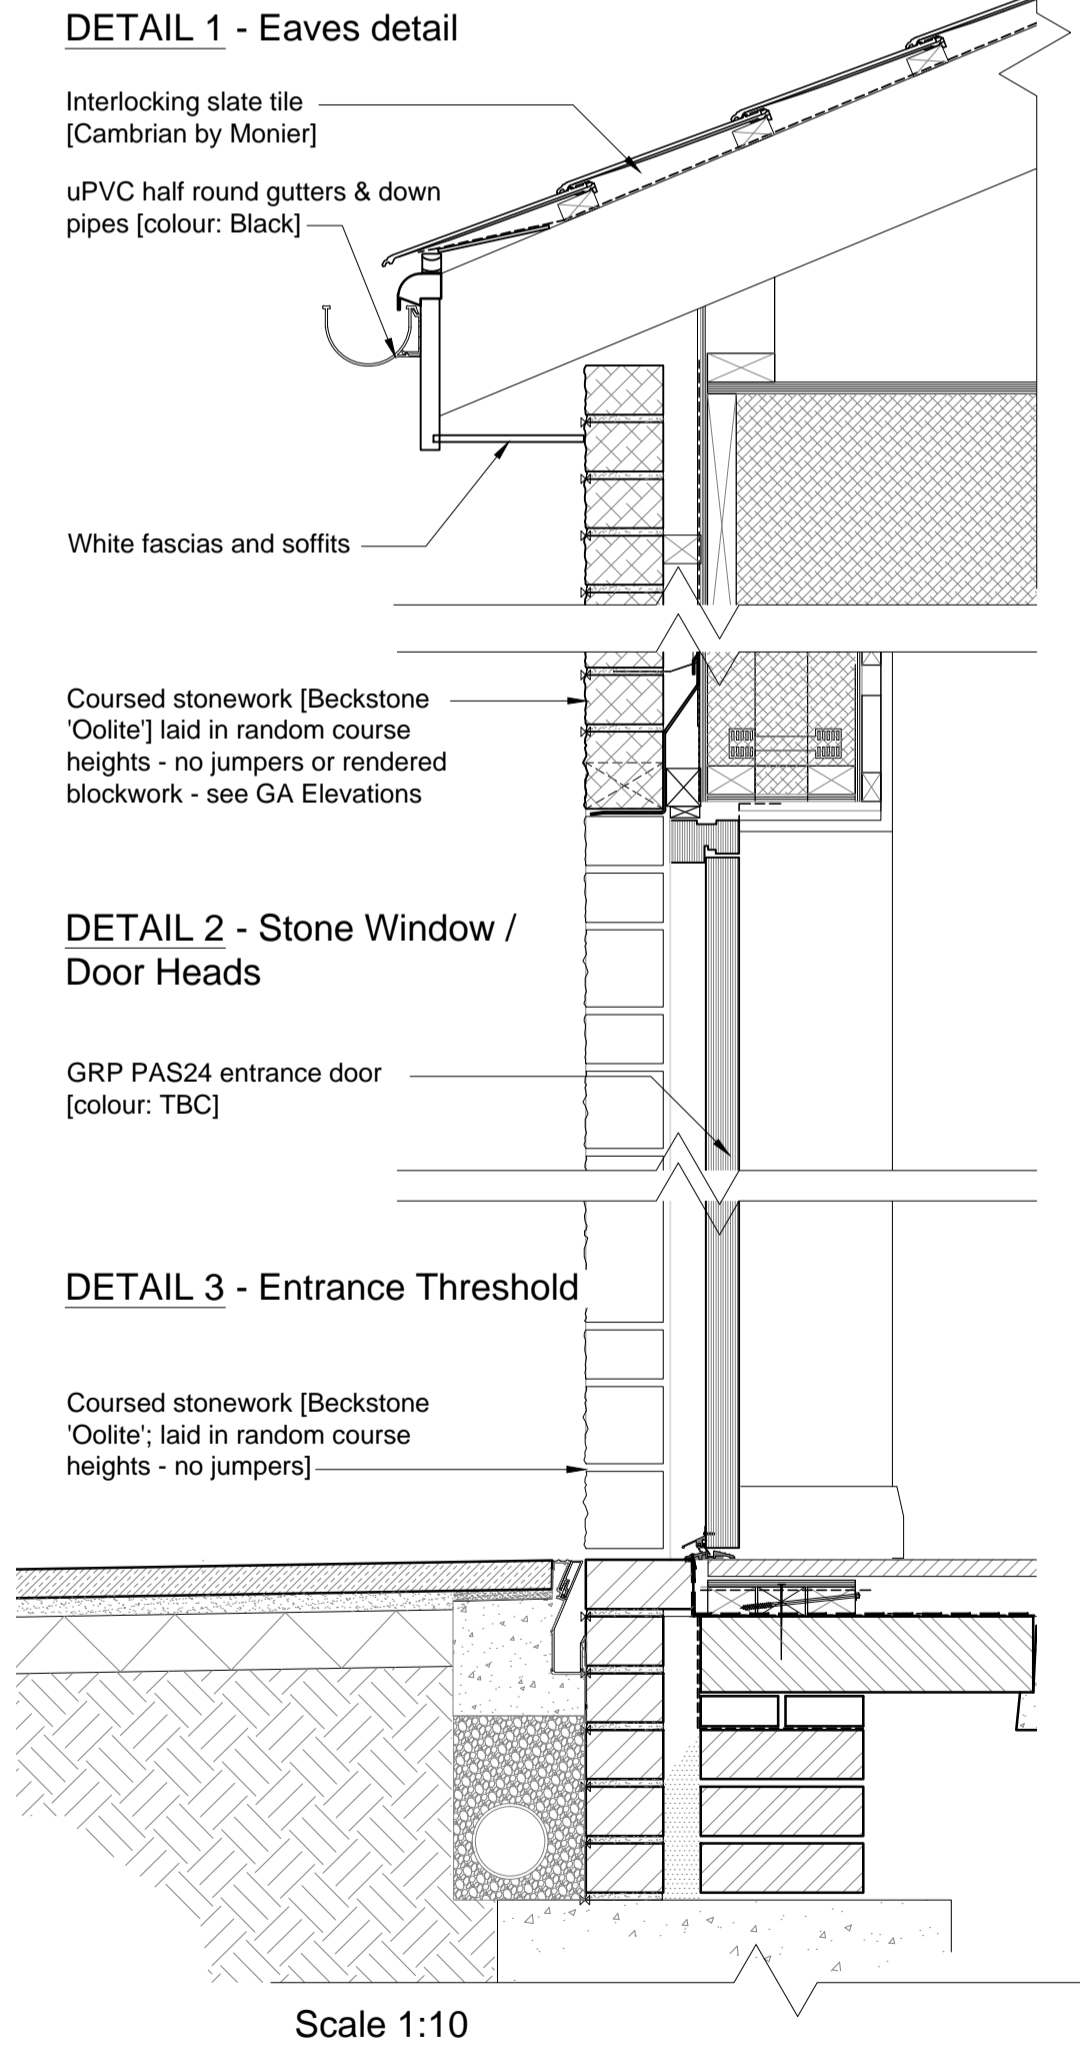 DETAIL 1 - Eaves detail
Interlocking slate tile
[Cambrian by Monier]
uPVC half round gutters & down
pipes [colour: Black]
White fascias and soffits
Coursed stonework [Beckstone
'Oolite'] laid in random course
heights - no jumpers or rendered
blockwork - see GA Elevations
DETAIL 2 - Stone Window /
Door Heads
GRP PAS24 entrance door
[colour: TBC]
DETAIL 3 - Entrance Threshold
Coursed stonework [Beckstone
'Oolite'; laid in random course
heights - no jumpers]
Scale 1:10